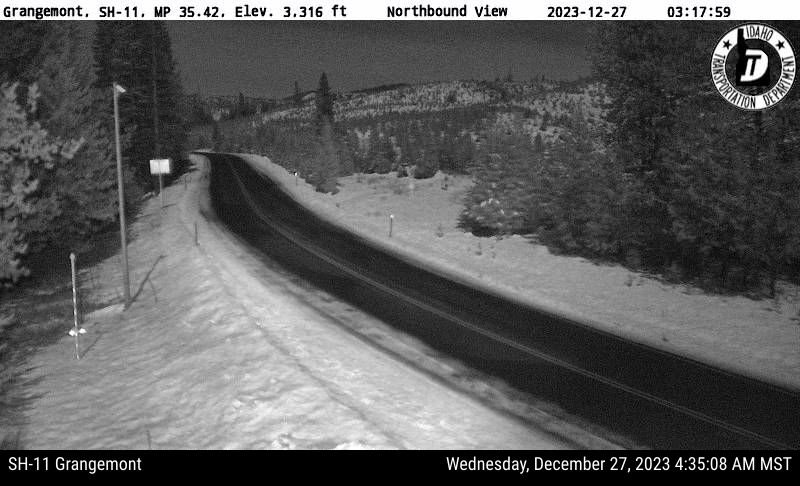 Grangemont, SH-11, MP 35.42, Elev. 3,316 ft Northbound View 2023-12-27 03:17:59
IDAHO
TRANSPORTATION DEPARTMENT
SH-11 Grangemont Wednesday, December 27, 2023 4:35:08 AM MST